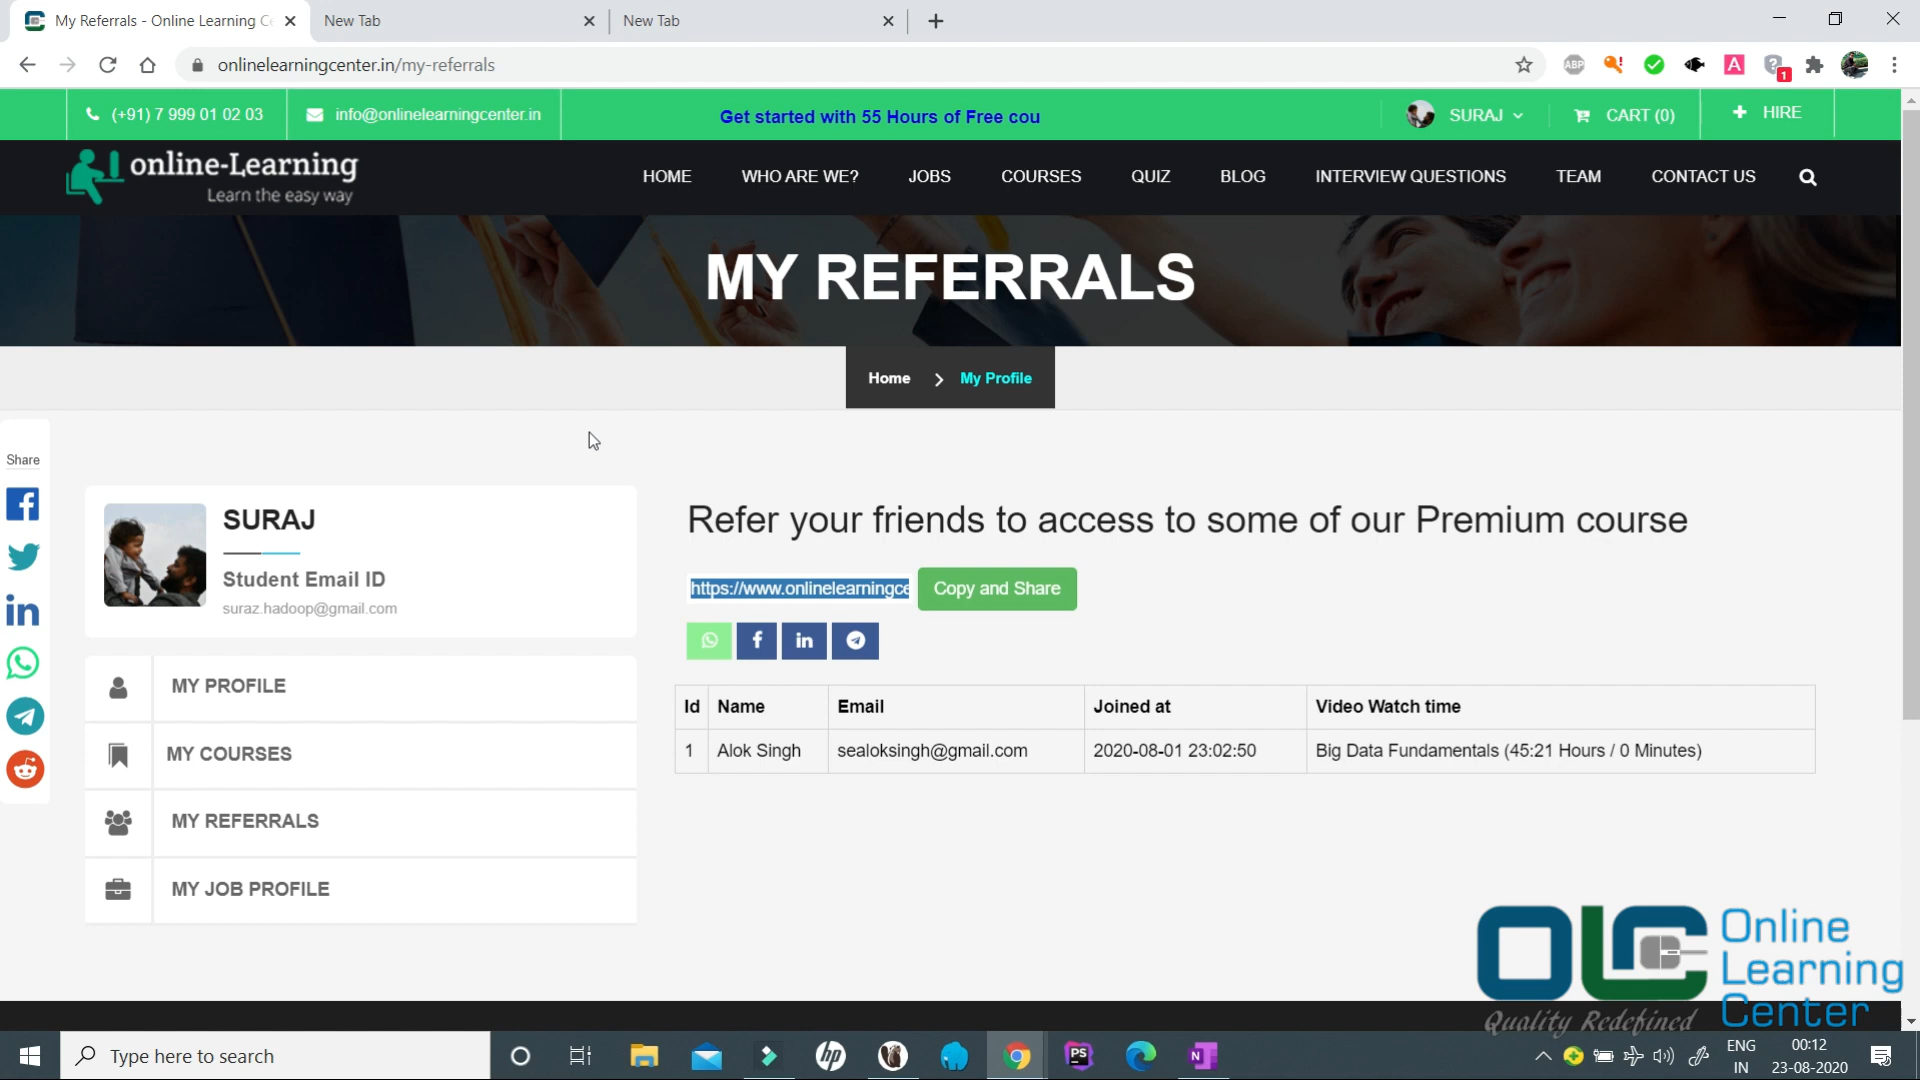 My Referrals - Online Learning Ce
New Tab
New Tab
onlinelearningcenter.in/my-referrals
ABP
A
1
(+91) 7 999 01 02 03
info@onlinelearningcenter.in
Get started with 55 Hours of Free cou
SURAJ
CART (0)
HIRE
online-Learning
Learn the easy way
HOME
WHO ARE WE?
JOBS
COURSES
QUIZ
BLOG
INTERVIEW QUESTIONS
TEAM
CONTACT US
MY REFERRALS
Home
My Profile
Share
SURAJ
Student Email ID
suraz.hadoop@gmail.com
MY PROFILE
MY COURSES
MY REFERRALS
MY JOB PROFILE
Refer your friends to access to some of our Premium course
https://www.onlinelearningce
Copy and Share
Id Name Email Joined at Video Watch time
1 Alok Singh sealoksingh@gmail.com 2020-08-01 23:02:50 Big Data Fundamentals (45:21 Hours / 0 Minutes)
OLC
Online
Learning
Center
Quality Redefined
Type here to search
hp
PS
N
ENG
IN
00:12
23-08-2020